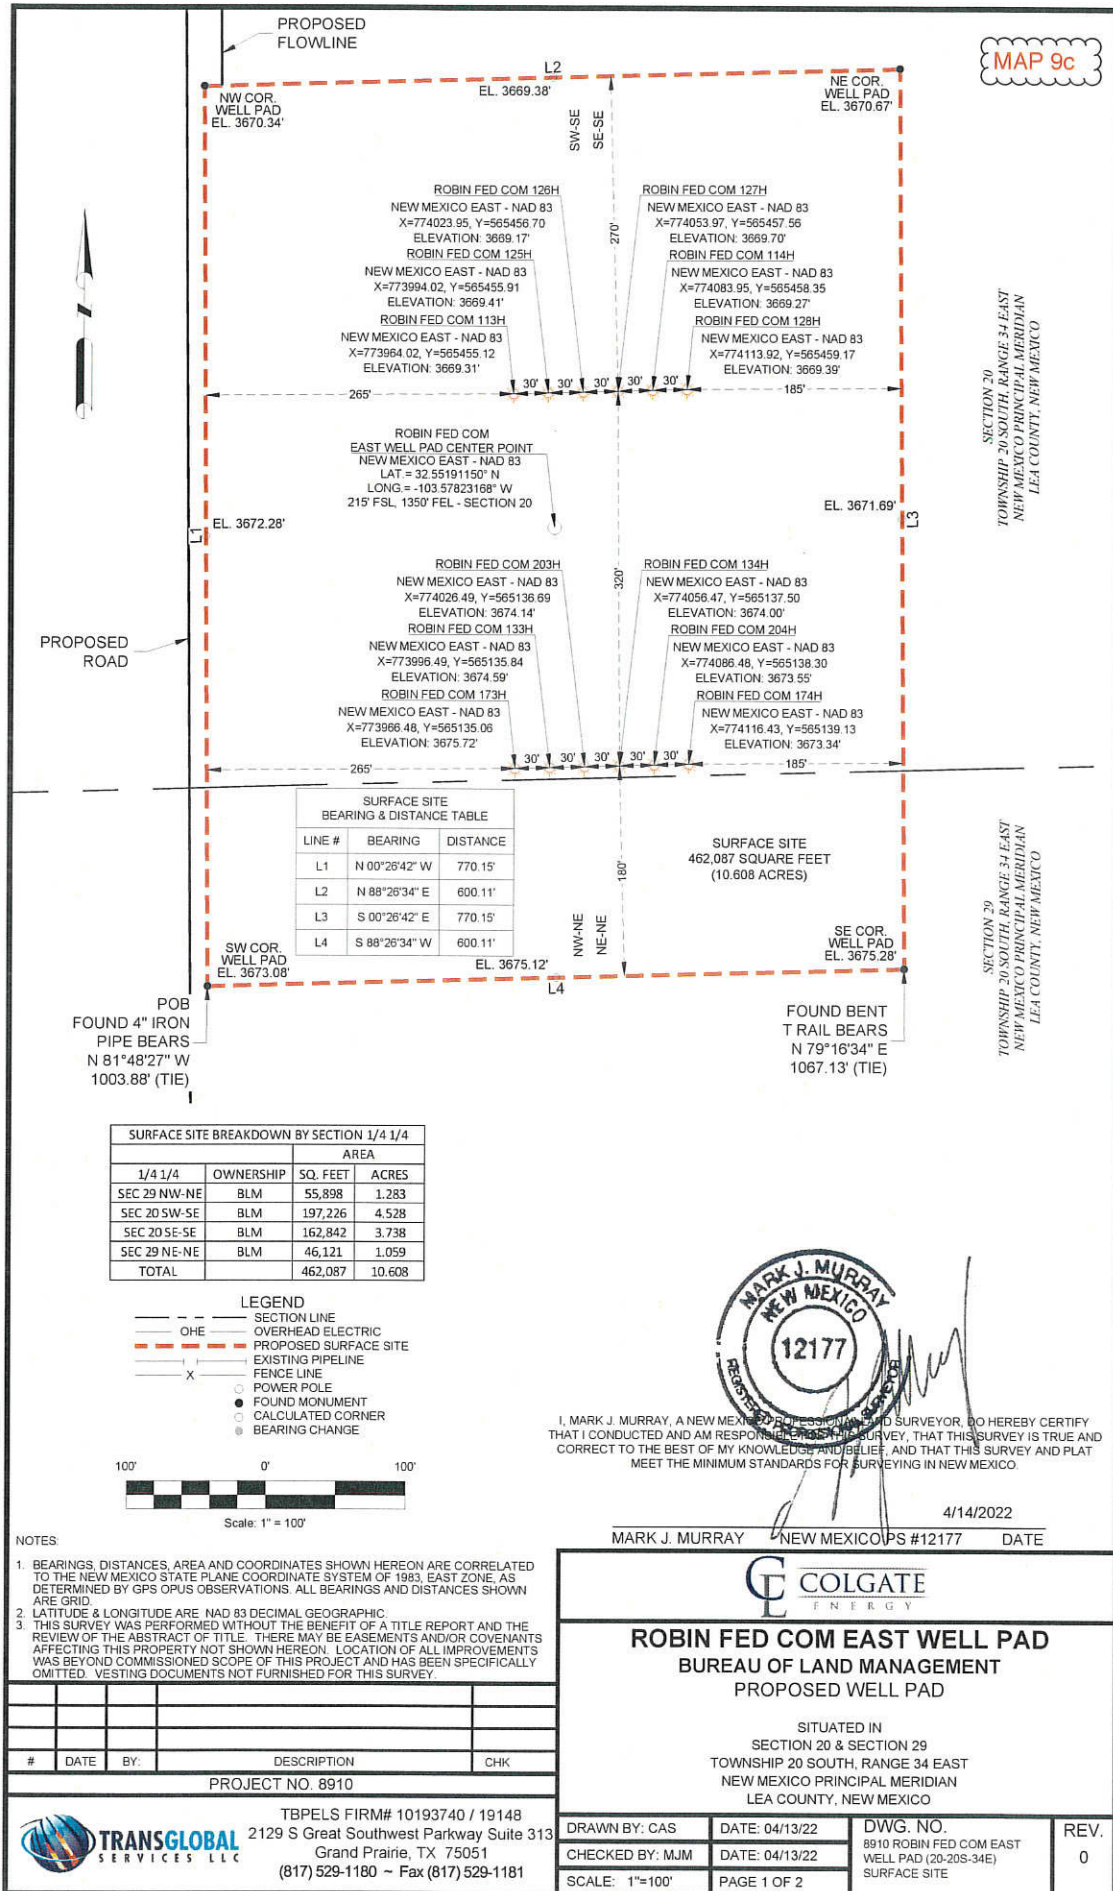 PROPOSED
FLOWLINE
MAP 9c
L2
NW COR.
WELL PAD
EL. 3670.34'
EL. 3669.38'
NE COR.
WELL PAD
EL. 3670.67'
SW-SE
SE-SE
270'
ROBIN FED COM 126H
NEW MEXICO EAST - NAD 83
X=774023.95, Y=565456.70
ELEVATION: 3669.17'
ROBIN FED COM 125H
NEW MEXICO EAST - NAD 83
X=773994.02, Y=565455.91
ELEVATION: 3669.41'
ROBIN FED COM 113H
NEW MEXICO EAST - NAD 83
X=773964.02, Y=565455.12
ELEVATION: 3669.31'
ROBIN FED COM 127H
NEW MEXICO EAST - NAD 83
X=774053.97, Y=565457.56
ELEVATION: 3669.70'
ROBIN FED COM 114H
NEW MEXICO EAST - NAD 83
X=774083.95, Y=565458.35
ELEVATION: 3669.27'
ROBIN FED COM 128H
NEW MEXICO EAST - NAD 83
X=774113.92, Y=565459.17
ELEVATION: 3669.39'
265' 30' 30' 30' 30' 30' 185'
SECTION 20
TOWNSHIP 20 SOUTH, RANGE 34 EAST
NEW MEXICO PRINCIPAL MERIDIAN
LEA COUNTY, NEW MEXICO
ROBIN FED COM
EAST WELL PAD CENTER POINT
NEW MEXICO EAST - NAD 83
LAT.= 32.55191150° N
LONG.= -103.57823168° W
215' FSL, 1350' FEL - SECTION 20
L1
EL. 3672.28'
EL. 3671.69'
L3
320'
PROPOSED
ROAD
ROBIN FED COM 203H
NEW MEXICO EAST - NAD 83
X=774026.49, Y=565136.69
ELEVATION: 3674.14'
ROBIN FED COM 133H
NEW MEXICO EAST - NAD 83
X=773996.49, Y=565135.84
ELEVATION: 3674.59'
ROBIN FED COM 173H
NEW MEXICO EAST - NAD 83
X=773966.48, Y=565135.06
ELEVATION: 3675.72'
ROBIN FED COM 134H
NEW MEXICO EAST - NAD 83
X=774056.47, Y=565137.50
ELEVATION: 3674.00'
ROBIN FED COM 204H
NEW MEXICO EAST - NAD 83
X=774086.48, Y=565138.30
ELEVATION: 3673.55'
ROBIN FED COM 174H
NEW MEXICO EAST - NAD 83
X=774116.43, Y=565139.13
ELEVATION: 3673.34'
265' 30' 30' 30' 30' 30' 185'
SURFACE SITE
BEARING & DISTANCE TABLE
LINE # BEARING DISTANCE
L1 N 00°26'42" W 770.15'
L2 N 88°26'34" E 600.11'
L3 S 00°26'42" E 770.15'
L4 S 88°26'34" W 600.11'
SURFACE SITE
462,087 SQUARE FEET
(10.608 ACRES)
180'
NW-NE
NE-NE
SECTION 29
TOWNSHIP 20 SOUTH, RANGE 34 EAST
NEW MEXICO PRINCIPAL MERIDIAN
LEA COUNTY, NEW MEXICO
SW COR.
WELL PAD
EL. 3673.08'
EL. 3675.12'
L4
SE COR.
WELL PAD
EL. 3675.28'
POB
FOUND 4" IRON
PIPE BEARS
N 81°48'27" W
1003.88' (TIE)
FOUND BENT
T RAIL BEARS
N 79°16'34" E
1067.13' (TIE)
SURFACE SITE BREAKDOWN BY SECTION 1/4 1/4
AREA
1/4 1/4 OWNERSHIP SQ. FEET ACRES
SEC 29 NW-NE BLM 55,898 1.283
SEC 20 SW-SE BLM 197,226 4.528
SEC 20 SE-SE BLM 162,842 3.738
SEC 29 NE-NE BLM 46,121 1.059
TOTAL 462,087 10.608
LEGEND
SECTION LINE
OHE OVERHEAD ELECTRIC
PROPOSED SURFACE SITE
EXISTING PIPELINE
X FENCE LINE
POWER POLE
FOUND MONUMENT
CALCULATED CORNER
BEARING CHANGE
100' 0' 100'
Scale: 1" = 100'
MARK J. MURRAY
NEW MEXICO
12177
REGISTERED PROFESSIONAL SURVEYOR
I, MARK J. MURRAY, A NEW MEXICO PROFESSIONAL LAND SURVEYOR, DO HEREBY CERTIFY
THAT I CONDUCTED AND AM RESPONSIBLE FOR THIS SURVEY, THAT THIS SURVEY IS TRUE AND
CORRECT TO THE BEST OF MY KNOWLEDGE AND BELIEF, AND THAT THIS SURVEY AND PLAT
MEET THE MINIMUM STANDARDS FOR SURVEYING IN NEW MEXICO.
4/14/2022
MARK J. MURRAY NEW MEXICO PS #12177 DATE
NOTES:
1. BEARINGS, DISTANCES, AREA AND COORDINATES SHOWN HEREON ARE CORRELATED
TO THE NEW MEXICO STATE PLANE COORDINATE SYSTEM OF 1983, EAST ZONE, AS
DETERMINED BY GPS OPUS OBSERVATIONS. ALL BEARINGS AND DISTANCES SHOWN
ARE GRID.
2. LATITUDE & LONGITUDE ARE NAD 83 DECIMAL GEOGRAPHIC.
3. THIS SURVEY WAS PERFORMED WITHOUT THE BENEFIT OF A TITLE REPORT AND THE
REVIEW OF THE ABSTRACT OF TITLE. THERE MAY BE EASEMENTS AND/OR COVENANTS
AFFECTING THIS PROPERTY NOT SHOWN HEREON. LOCATION OF ALL IMPROVEMENTS
WAS BEYOND COMMISSIONED SCOPE OF THIS PROJECT AND HAS BEEN SPECIFICALLY
OMITTED. VESTING DOCUMENTS NOT FURNISHED FOR THIS SURVEY.
# DATE BY: DESCRIPTION CHK
PROJECT NO. 8910
TRANSGLOBAL
SERVICES LLC
TBPELS FIRM# 10193740 / 19148
2129 S Great Southwest Parkway Suite 313
Grand Prairie, TX 75051
(817) 529-1180 ~ Fax (817) 529-1181
COLGATE
ENERGY
ROBIN FED COM EAST WELL PAD
BUREAU OF LAND MANAGEMENT
PROPOSED WELL PAD
SITUATED IN
SECTION 20 & SECTION 29
TOWNSHIP 20 SOUTH, RANGE 34 EAST
NEW MEXICO PRINCIPAL MERIDIAN
LEA COUNTY, NEW MEXICO
DRAWN BY: CAS DATE: 04/13/22
CHECKED BY: MJM DATE: 04/13/22
SCALE: 1"=100' PAGE 1 OF 2
DWG. NO.
8910 ROBIN FED COM EAST
WELL PAD (20-20S-34E)
SURFACE SITE
REV.
0